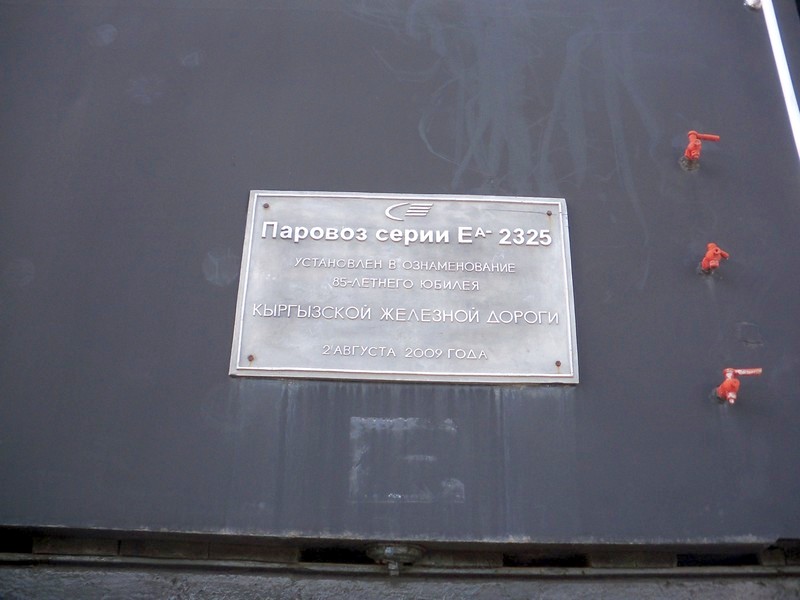 Паровоз серии Еᴬ- 2325
УСТАНОВЛЕН В ОЗНАМЕНОВАНИЕ
85-ЛЕТНЕГО ЮБИЛЕЯ
КЫРГЫЗСКОЙ ЖЕЛЕЗНОЙ ДОРОГИ
2 АВГУСТА 2009 ГОДА